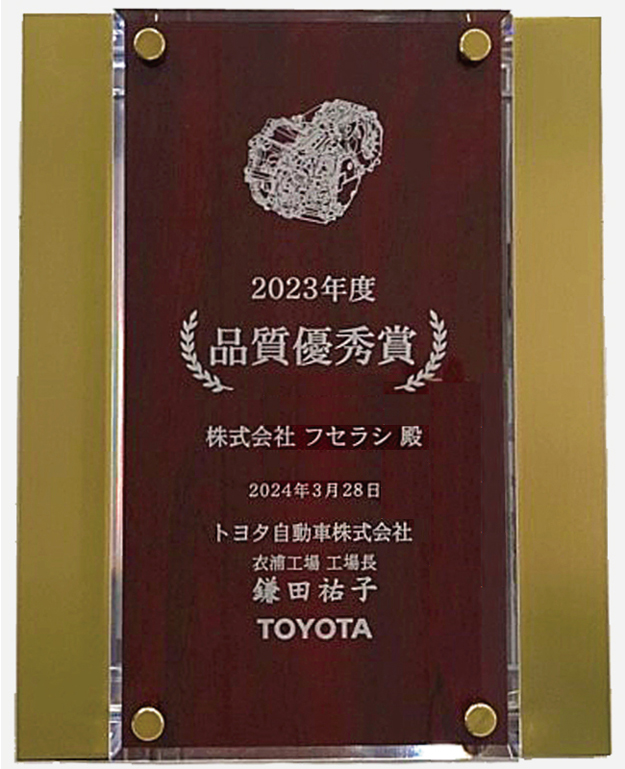 2023年度
品質優秀賞
株式会社 フセラシ 殿
2024年3月28日
トヨタ自動車株式会社
衣浦工場 工場長
鎌田祐子
TOYOTA